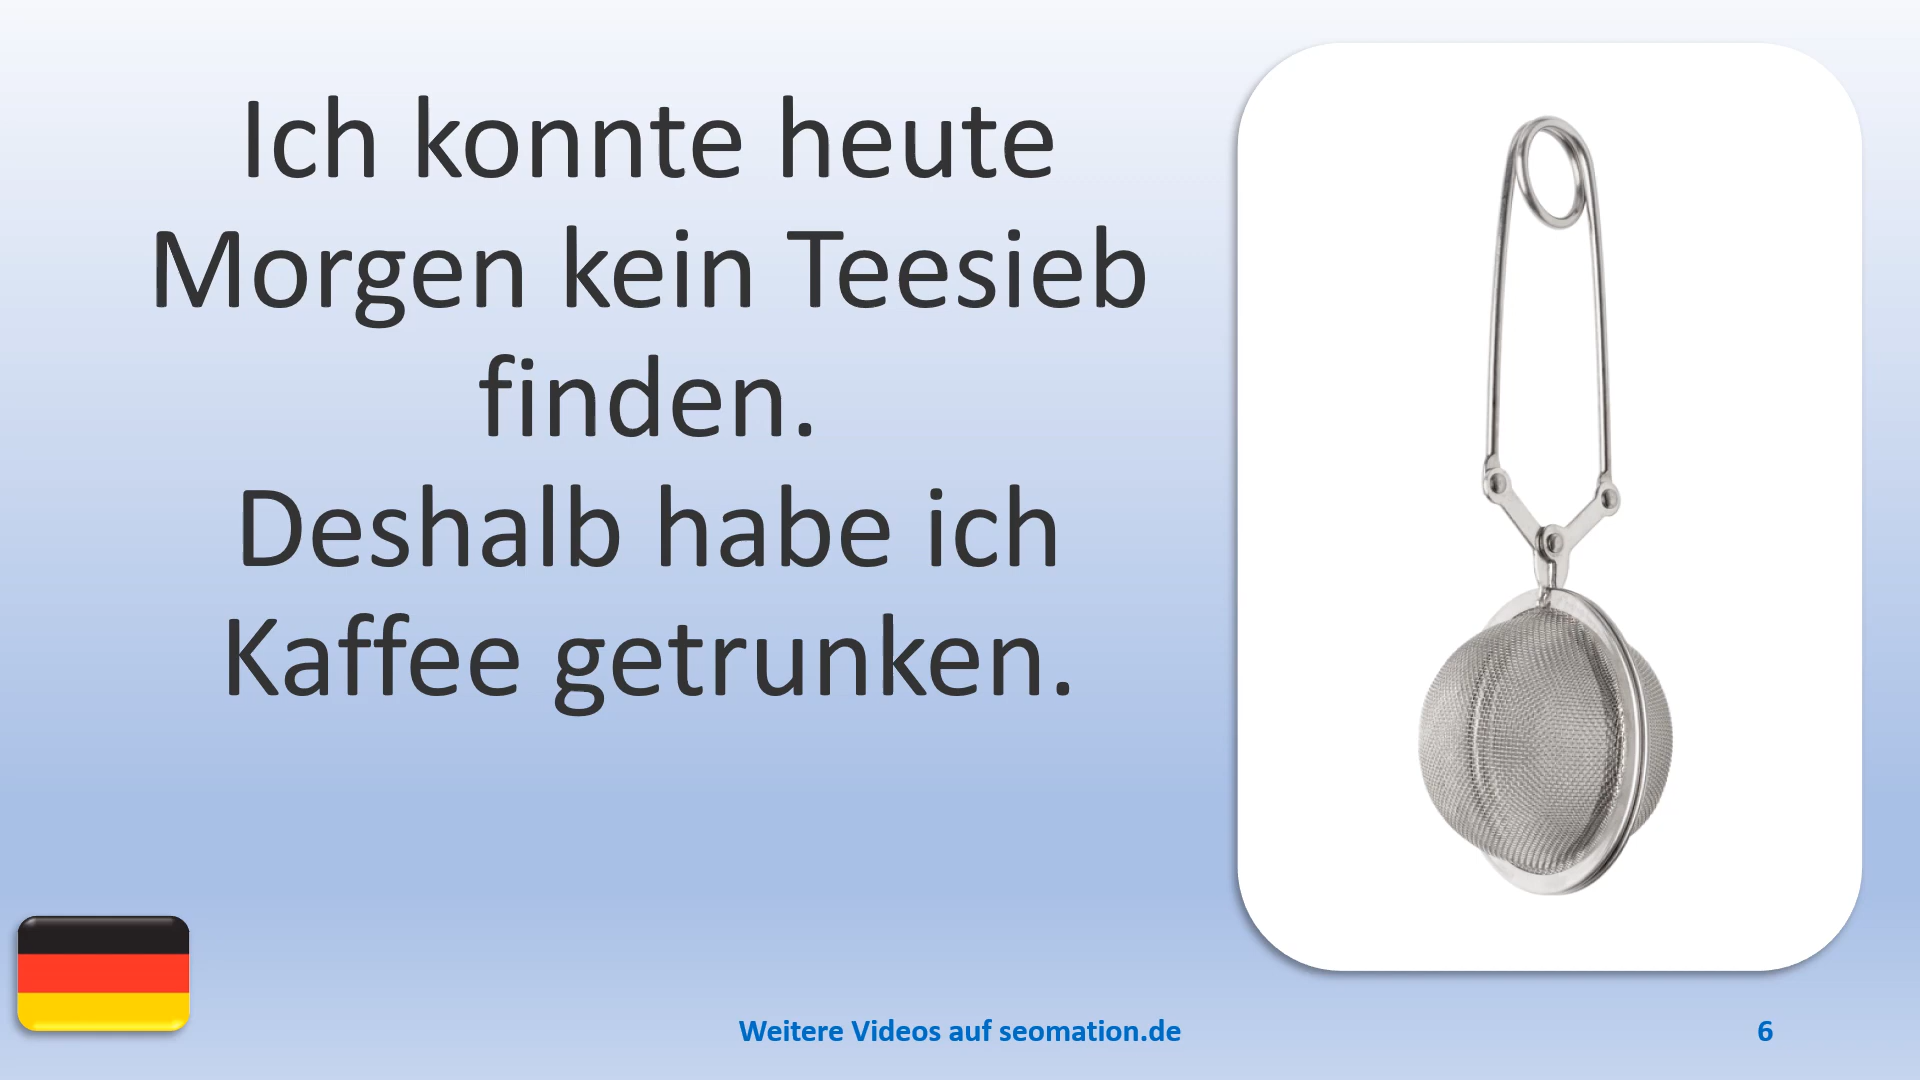 Ich konnte heute
Morgen kein Teesieb
finden.
Deshalb habe ich
Kaffee getrunken.
Weitere Videos auf seomation.de
6